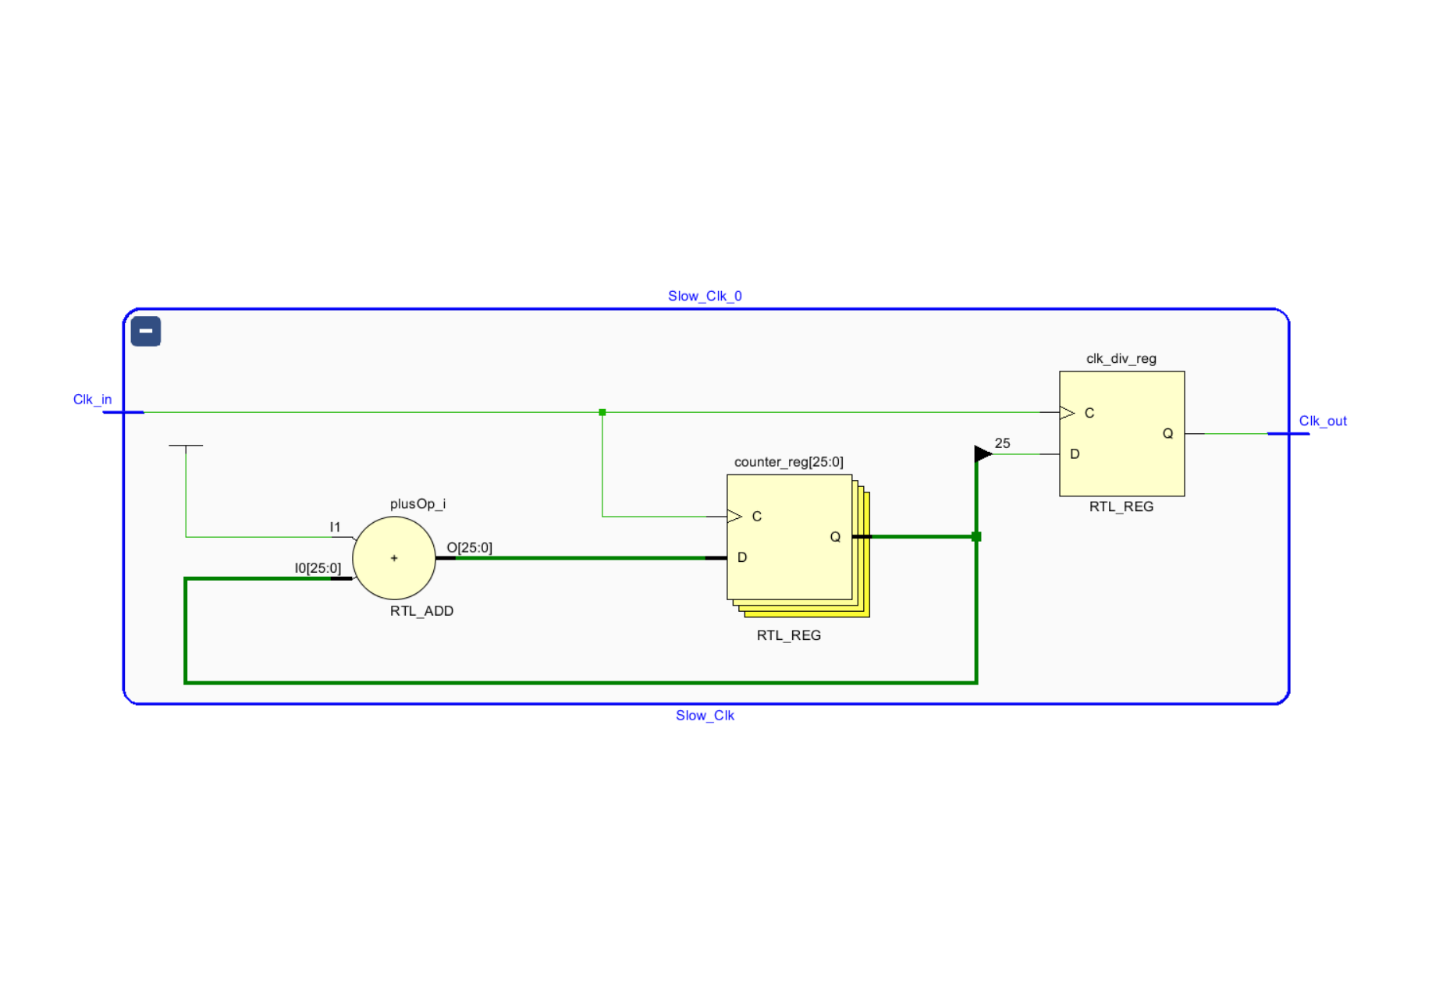 Slow_Clk_0
clk_div_reg
Clk_in
C
Clk_out
Q
25
D
counter_reg[25:0]
plusOp_i
RTL_REG
C
I1
Q
O[25:0]
+
D
I0[25:0]
RTL_ADD
RTL_REG
Slow_Clk